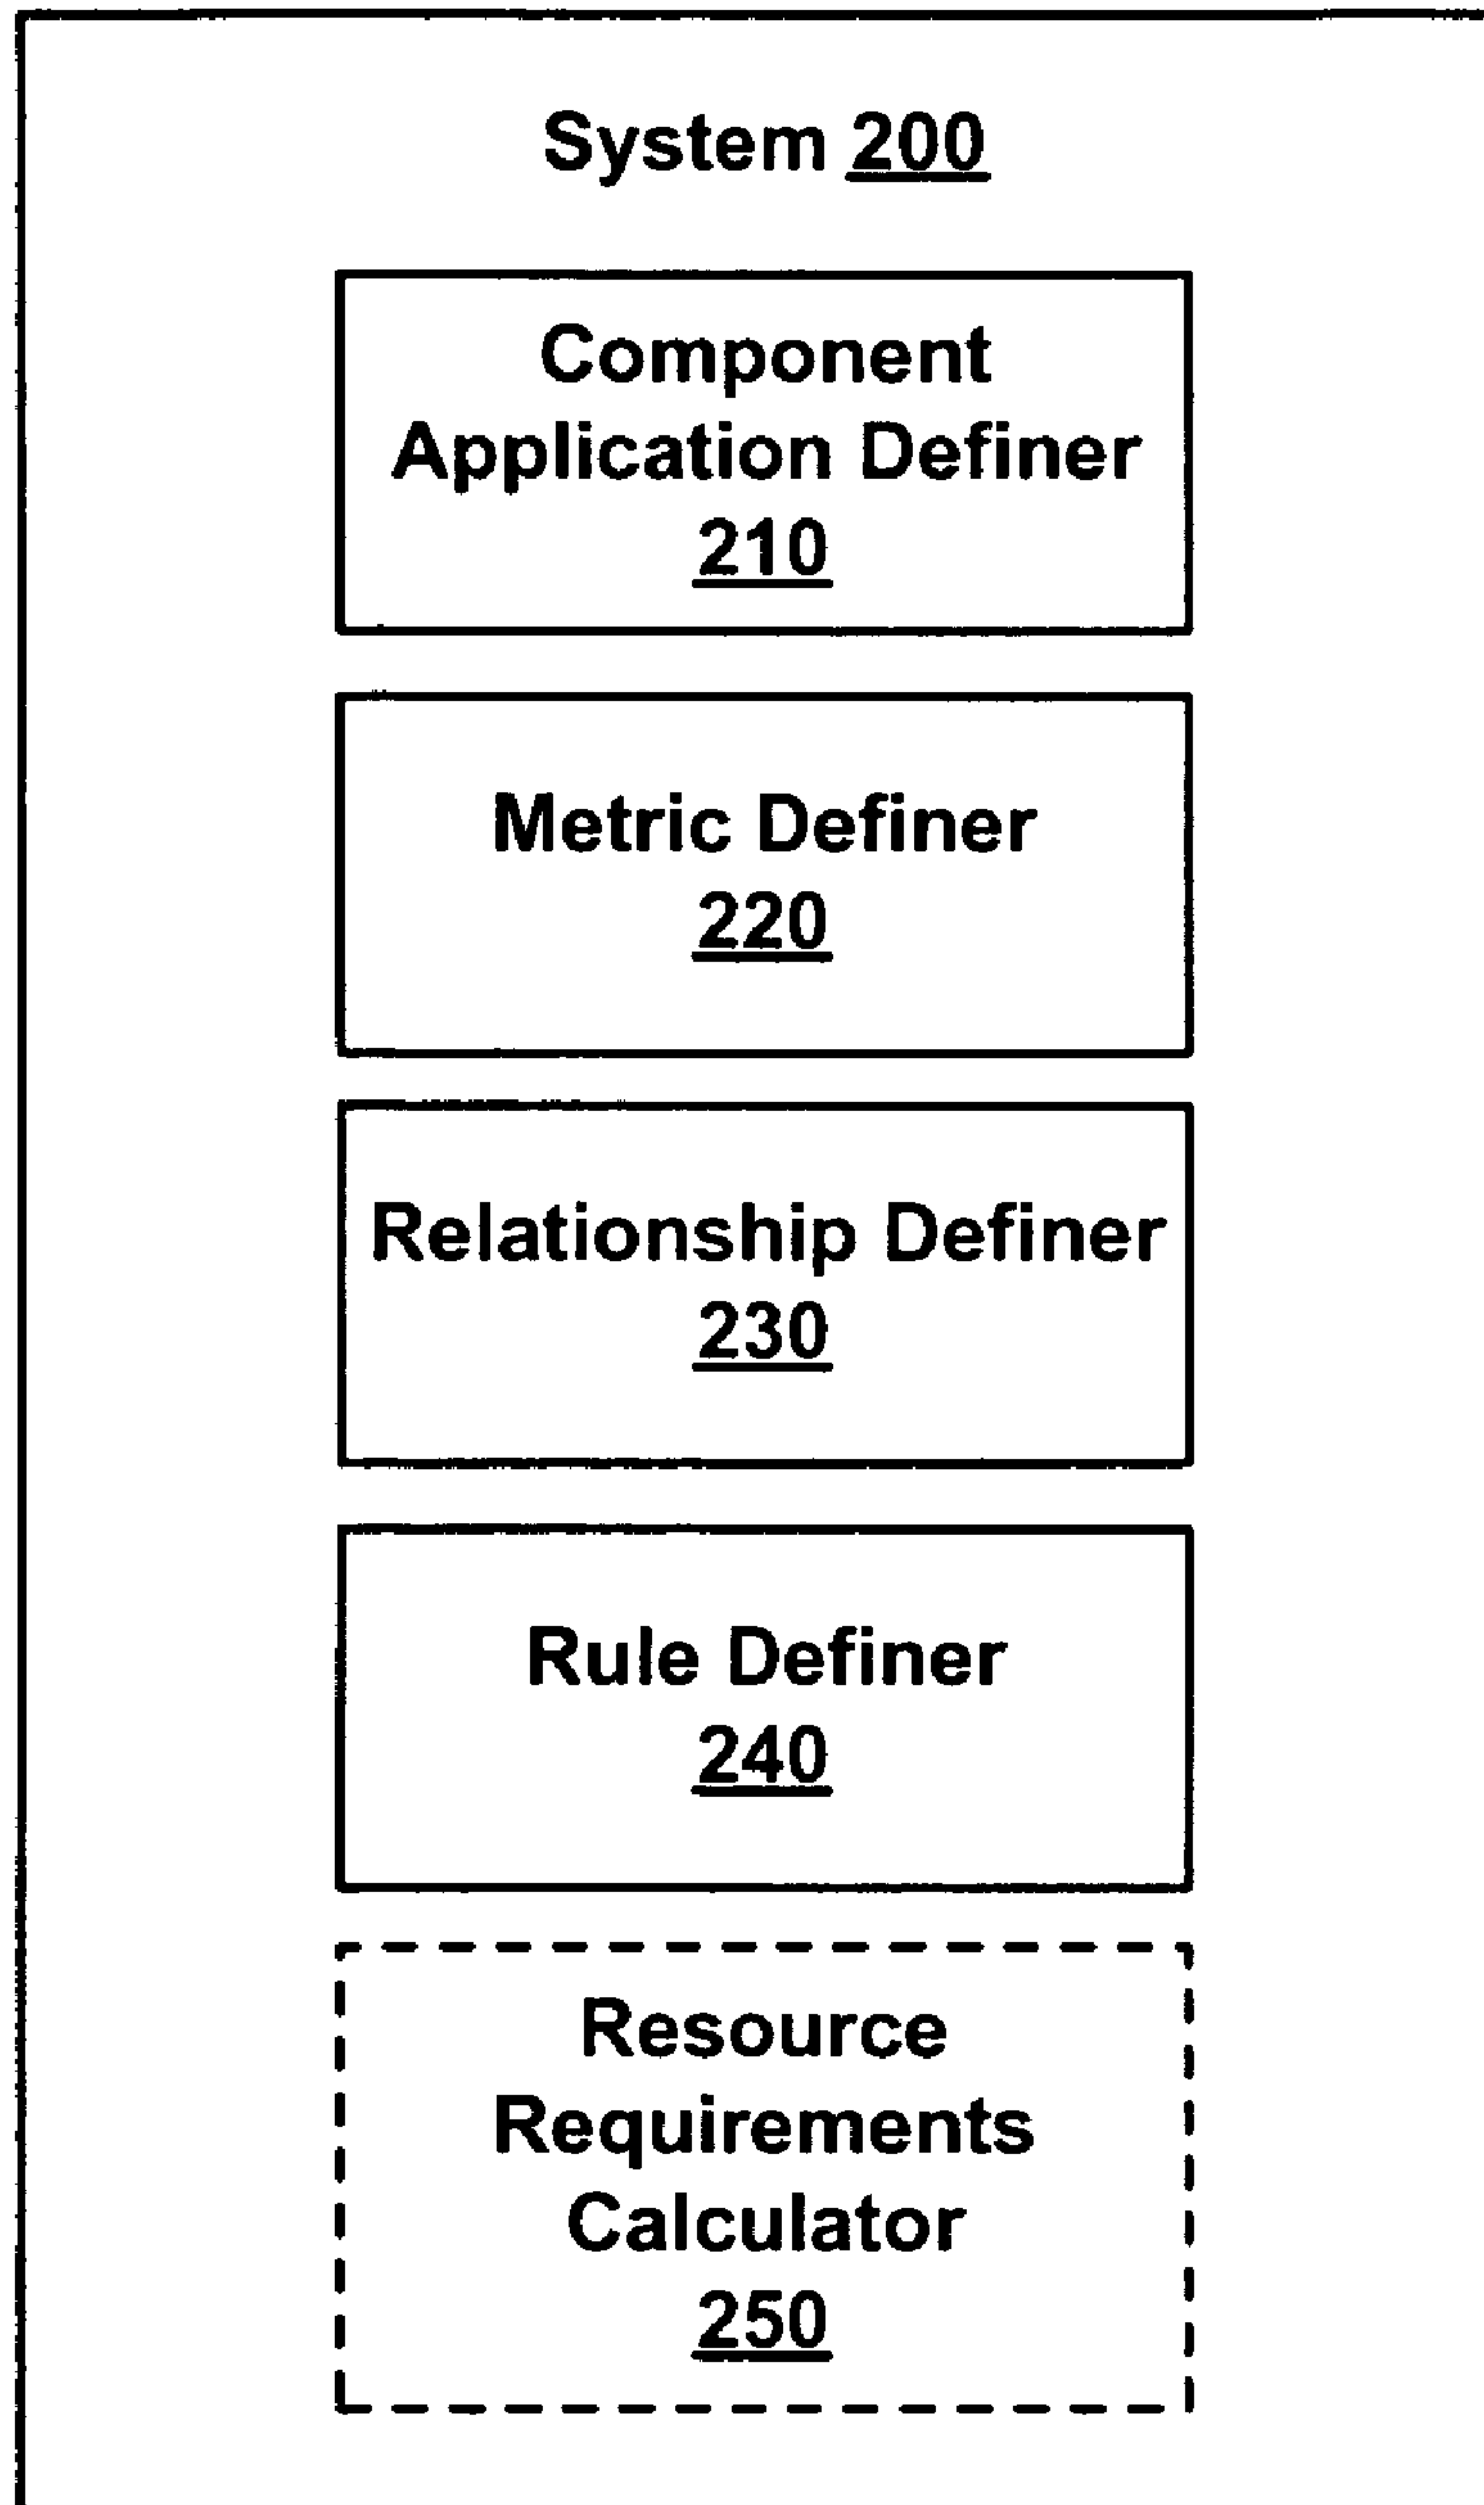 System 200
Component
Application Definer
210
Metric Definer
220
Relationship Definer
230
Rule Definer
240
Resource
Requirements
Calculator
250